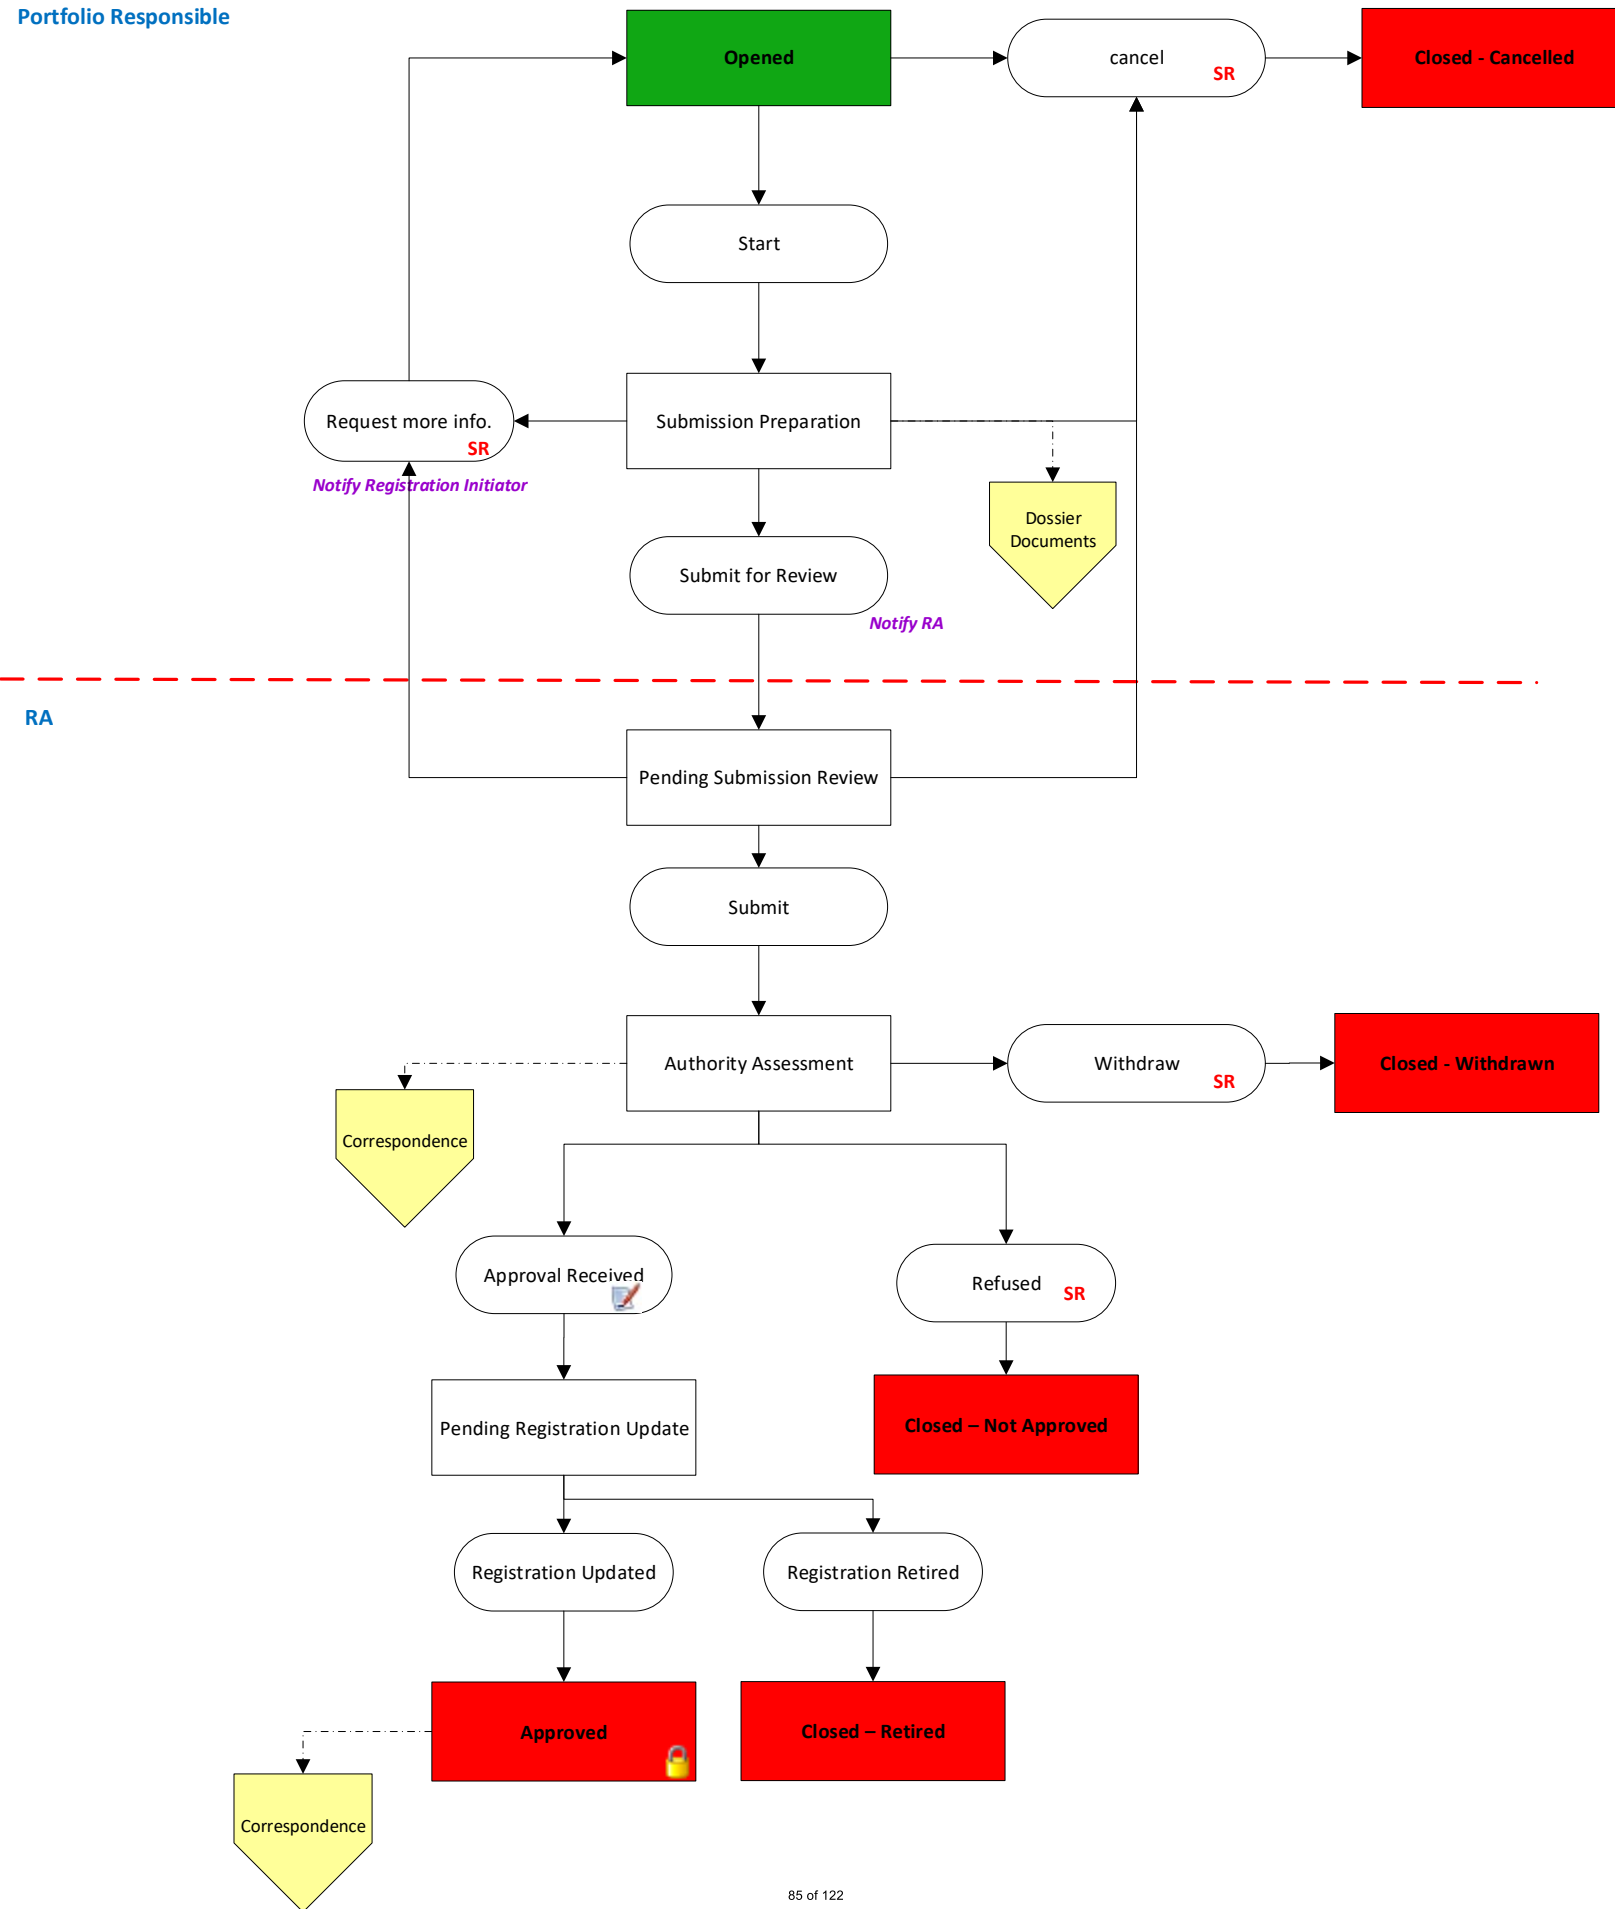 Portfolio Responsible
Opened
cancel
SR
Closed - Cancelled
Start
Request more info.
SR
Submission Preparation
Notify Registration Initiator
Dossier
Documents
Submit for Review
Notify RA
RA
Pending Submission Review
Submit
Authority Assessment
Withdraw
SR
Closed - Withdrawn
Correspondence
Approval Received
Refused
SR
Pending Registration Update
Closed – Not Approved
Registration Updated
Registration Retired
Approved
Closed – Retired
Correspondence
85 of 122